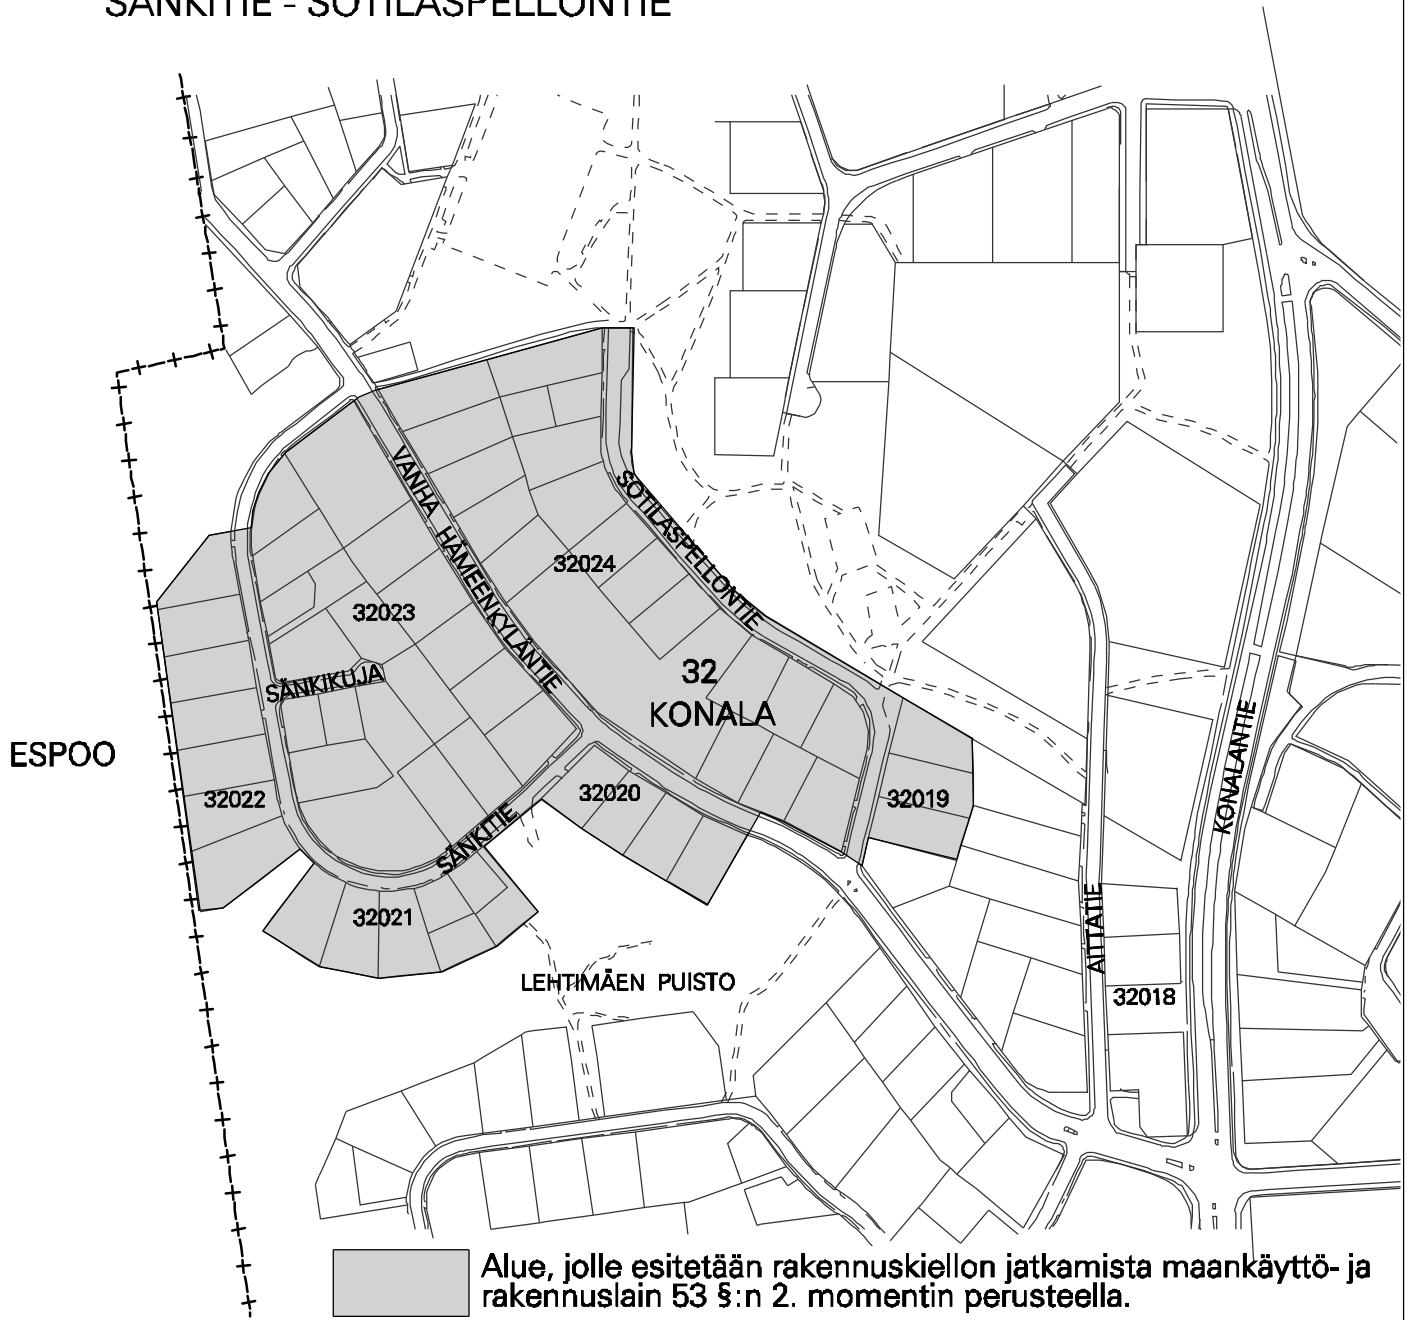 SÄNKITIE - SOTILASPELLONTIE
VANHA HÄMEENKYLÄNTIE
SOTILASPELLONTIE
32024
32023
32
KONALA
SÄNKIKUJA
ESPOO
KONALANTIE
32022
32020
32019
SÄNKITIE
32021
AITTATIE
LEHTIMÄEN PUISTO
32018
Alue, jolle esitetään rakennuskiellon jatkamista maankäyttö- ja
rakennuslain 53 §:n 2. momentin perusteella.